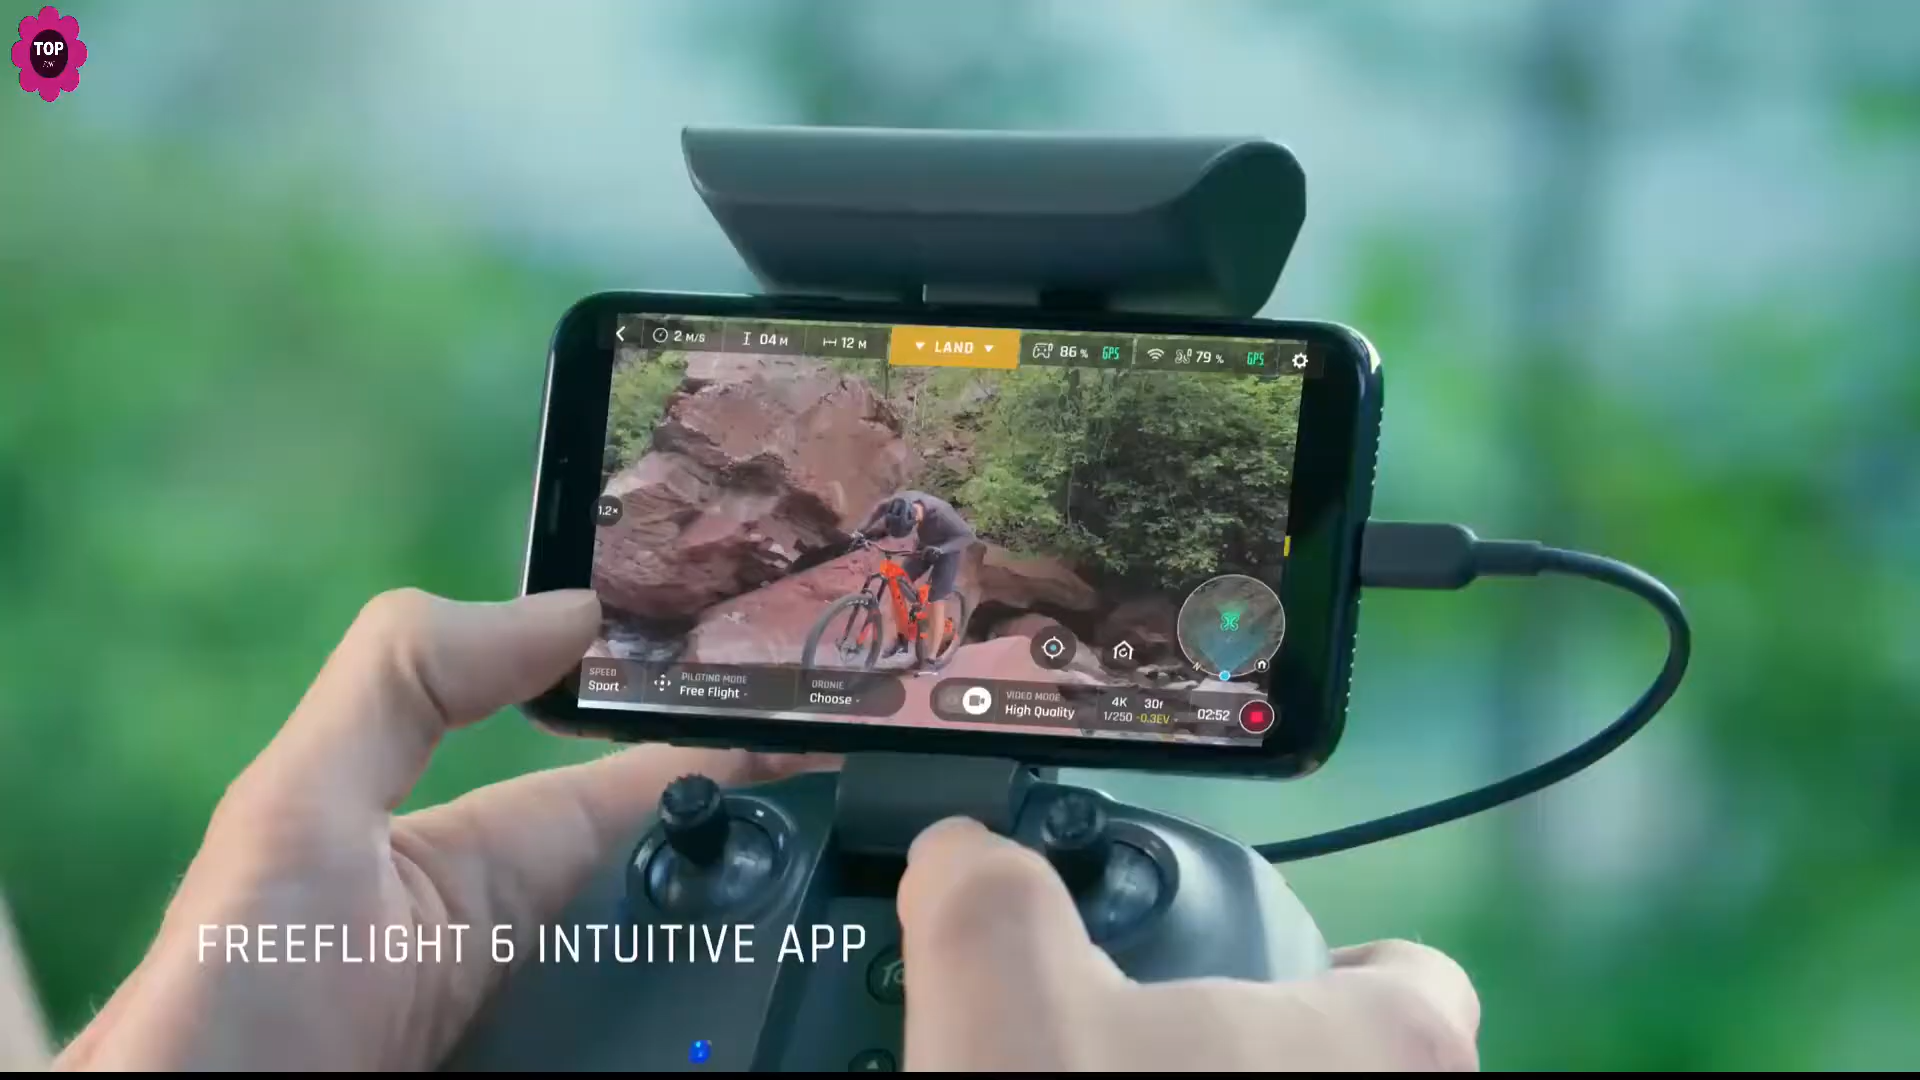 TOP
2 M/S
04 M
12 M
LAND
86 %
GPS
79 %
GPS
1.2×
SPEED
Sport
PILOTING MODE
Free Flight
DRONIE
Choose
VIDEO MODE
High Quality
4K
1/250 -0.3EV
02:52
N
FREEFLIGHT 6 INTUITIVE APP